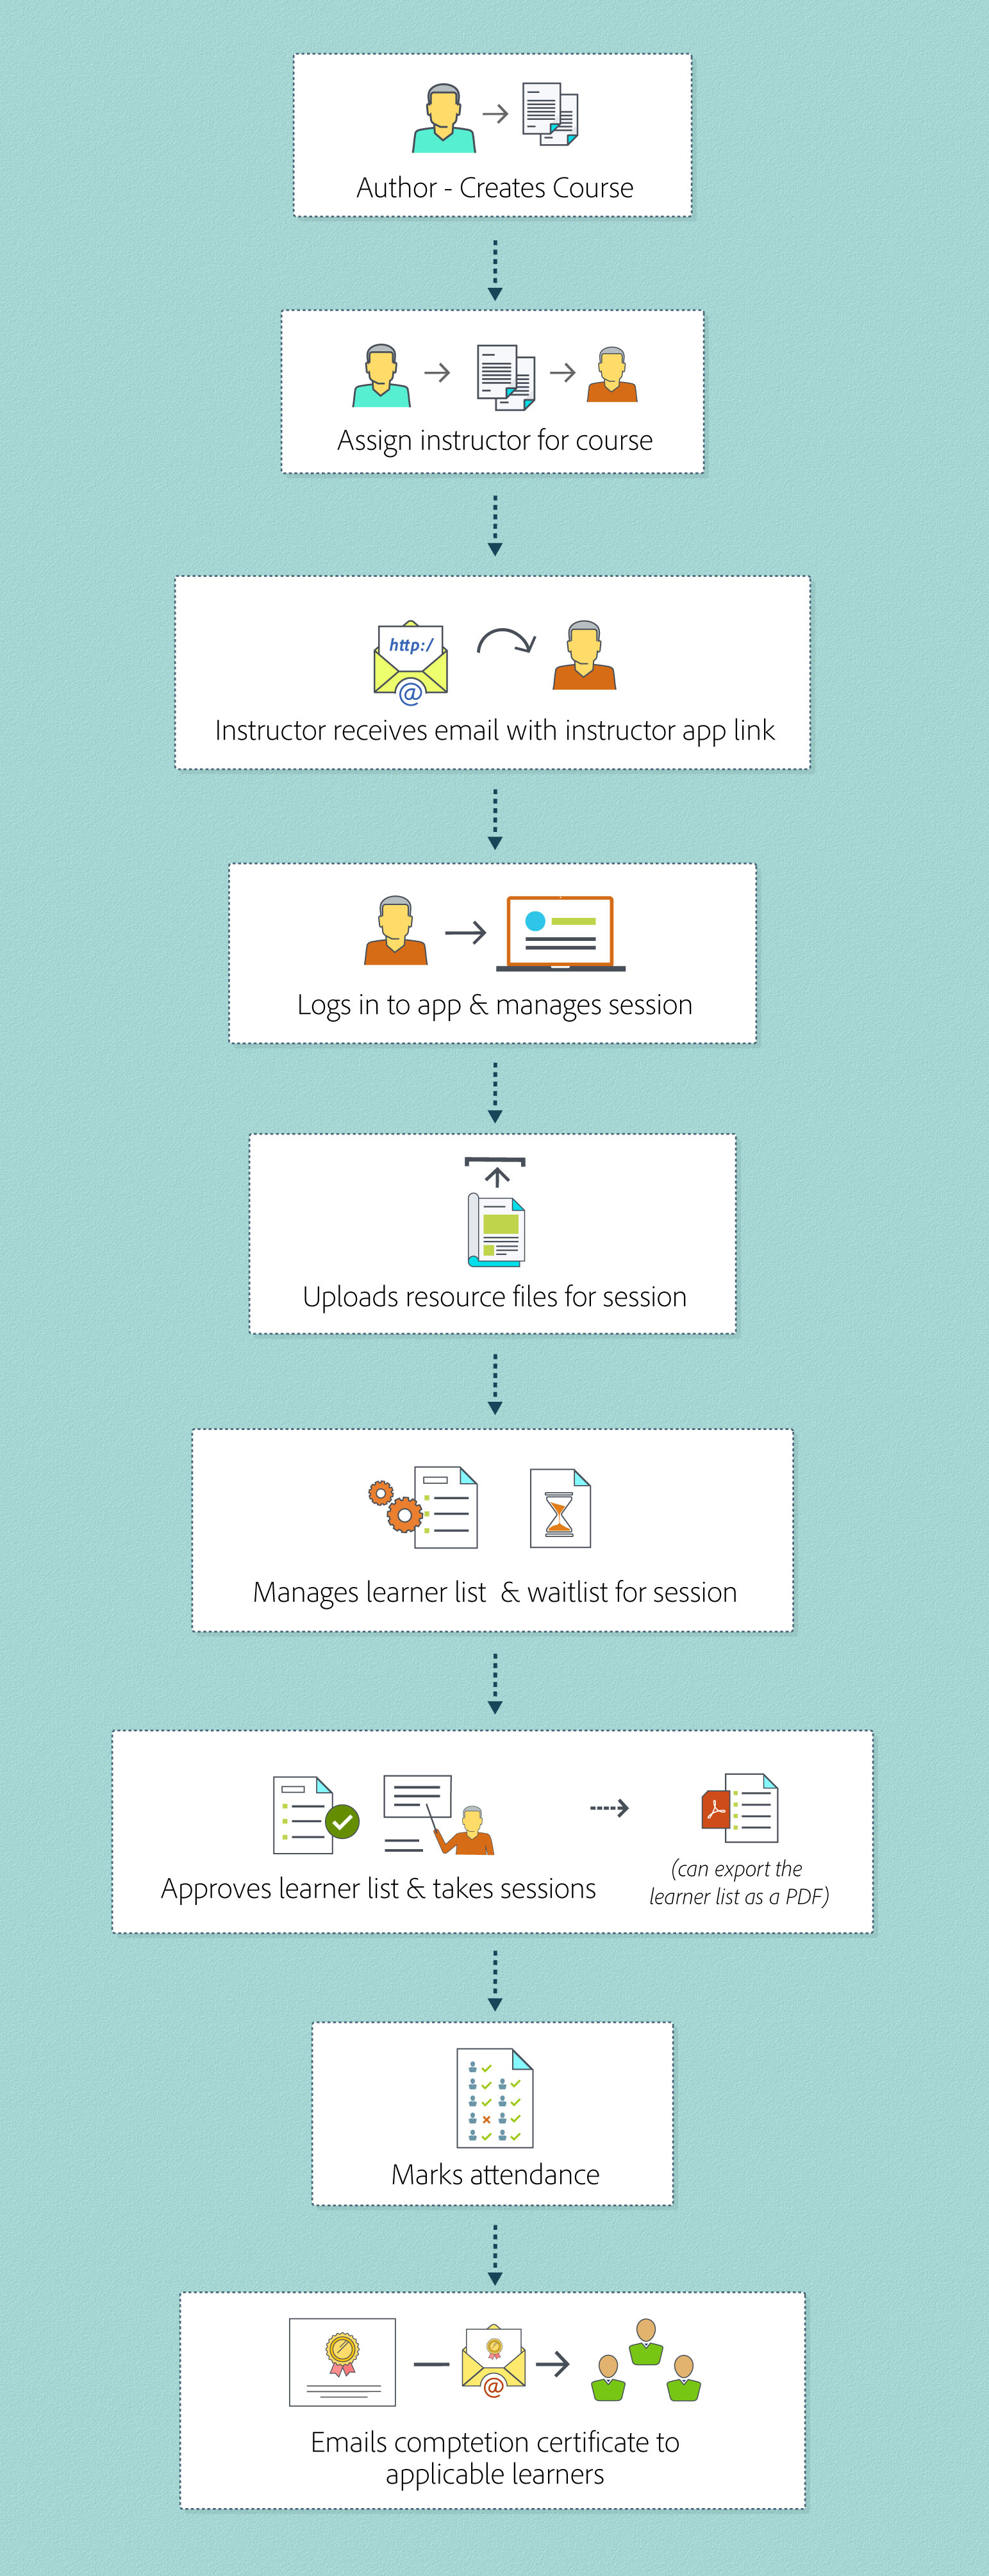 Author - Creates Course
Assign instructor for course
http:/
@
Instructor receives email with instructor app link
Logs in to app & manages session
Uploads resource files for session
Manages learner list & waitlist for session
Approves learner list & takes sessions
(can export the
learner list as a PDF)
Marks attendance
@
Emails comptetion certificate to
applicable learners